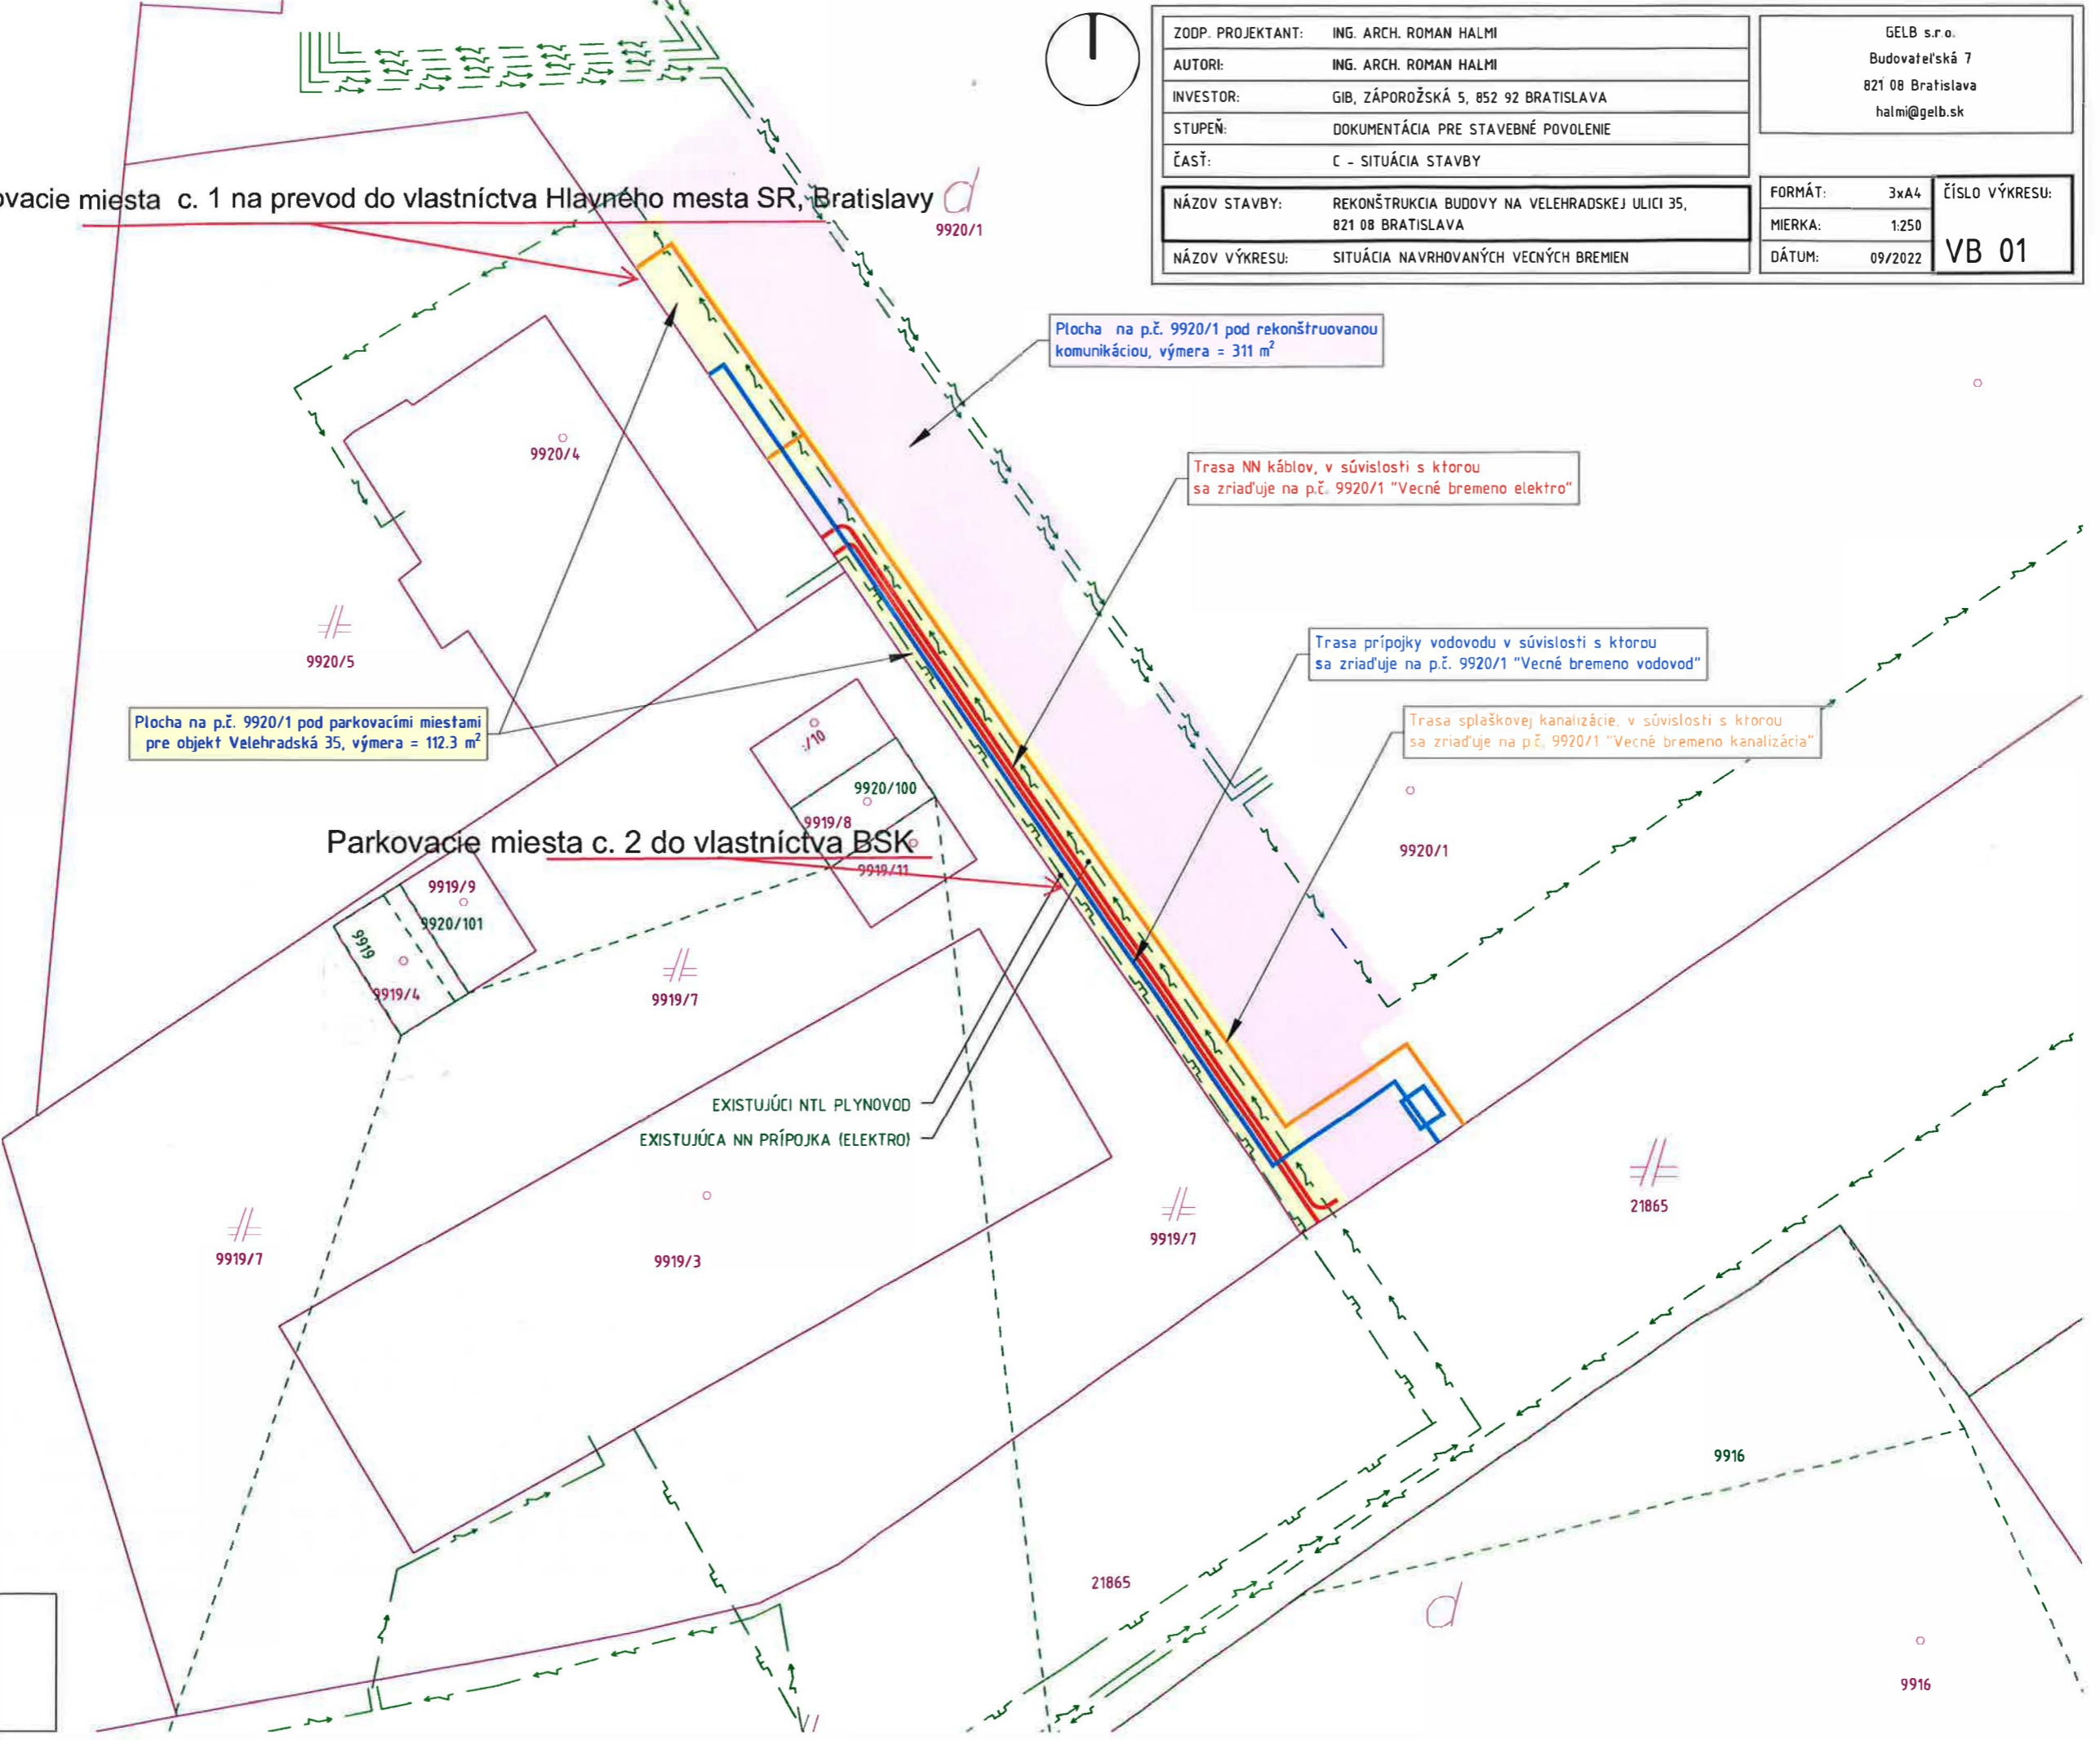 ZODP. PROJEKTANT: ING. ARCH. ROMAN HALMI
AUTORI: ING. ARCH. ROMAN HALMI
INVESTOR: GIB, ZÁPOROŽSKÁ 5, 852 92 BRATISLAVA
STUPEŇ: DOKUMENTÁCIA PRE STAVEBNÉ POVOLENIE
ČASŤ: C - SITUÁCIA STAVBY
NÁZOV STAVBY: REKONŠTRUKCIA BUDOVY NA VELEHRADSKEJ ULICI 35,
821 08 BRATISLAVA
NÁZOV VÝKRESU: SITUÁCIA NAVRHOVANÝCH VECNÝCH BREMIEN
GELB s.r.o.
Budovateľská 7
821 08 Bratislava
halmi@gelb.sk
FORMÁT: 3xA4
MIERKA: 1:250
DÁTUM: 09/2022
ČÍSLO VÝKRESU:
VB 01
ovacie miesta c. 1 na prevod do vlastníctva Hlavného mesta SR, Bratislavy
d
9920/1
Plocha na p.č. 9920/1 pod rekonštruovanou
komunikáciou, výmera = 311 m²
9920/4
Trasa NN káblov, v súvislosti s ktorou
sa zriaďuje na p.č. 9920/1 "Vecné bremeno elektro"
9920/5
Trasa prípojky vodovodu v súvislosti s ktorou
sa zriaďuje na p.č. 9920/1 "Vecné bremeno vodovod"
Plocha na p.č. 9920/1 pod parkovacími miestami
pre objekt Velehradská 35, výmera = 112.3 m²
Trasa splaškovej kanalizácie, v súvislosti s ktorou
sa zriaďuje na p.č. 9920/1 "Vecné bremeno kanalizácia"
:/10
9920/100
9919/8
Parkovacie miesta c. 2 do vlastníctva BSK
9919/11
9920/1
9919/9
9920/101
9919
9919/4
9919/7
EXISTUJÚCI NTL PLYNOVOD
EXISTUJÚCA NN PRÍPOJKA (ELEKTRO)
21865
9919/7
9919/3
9919/7
9916
21865
d
9916